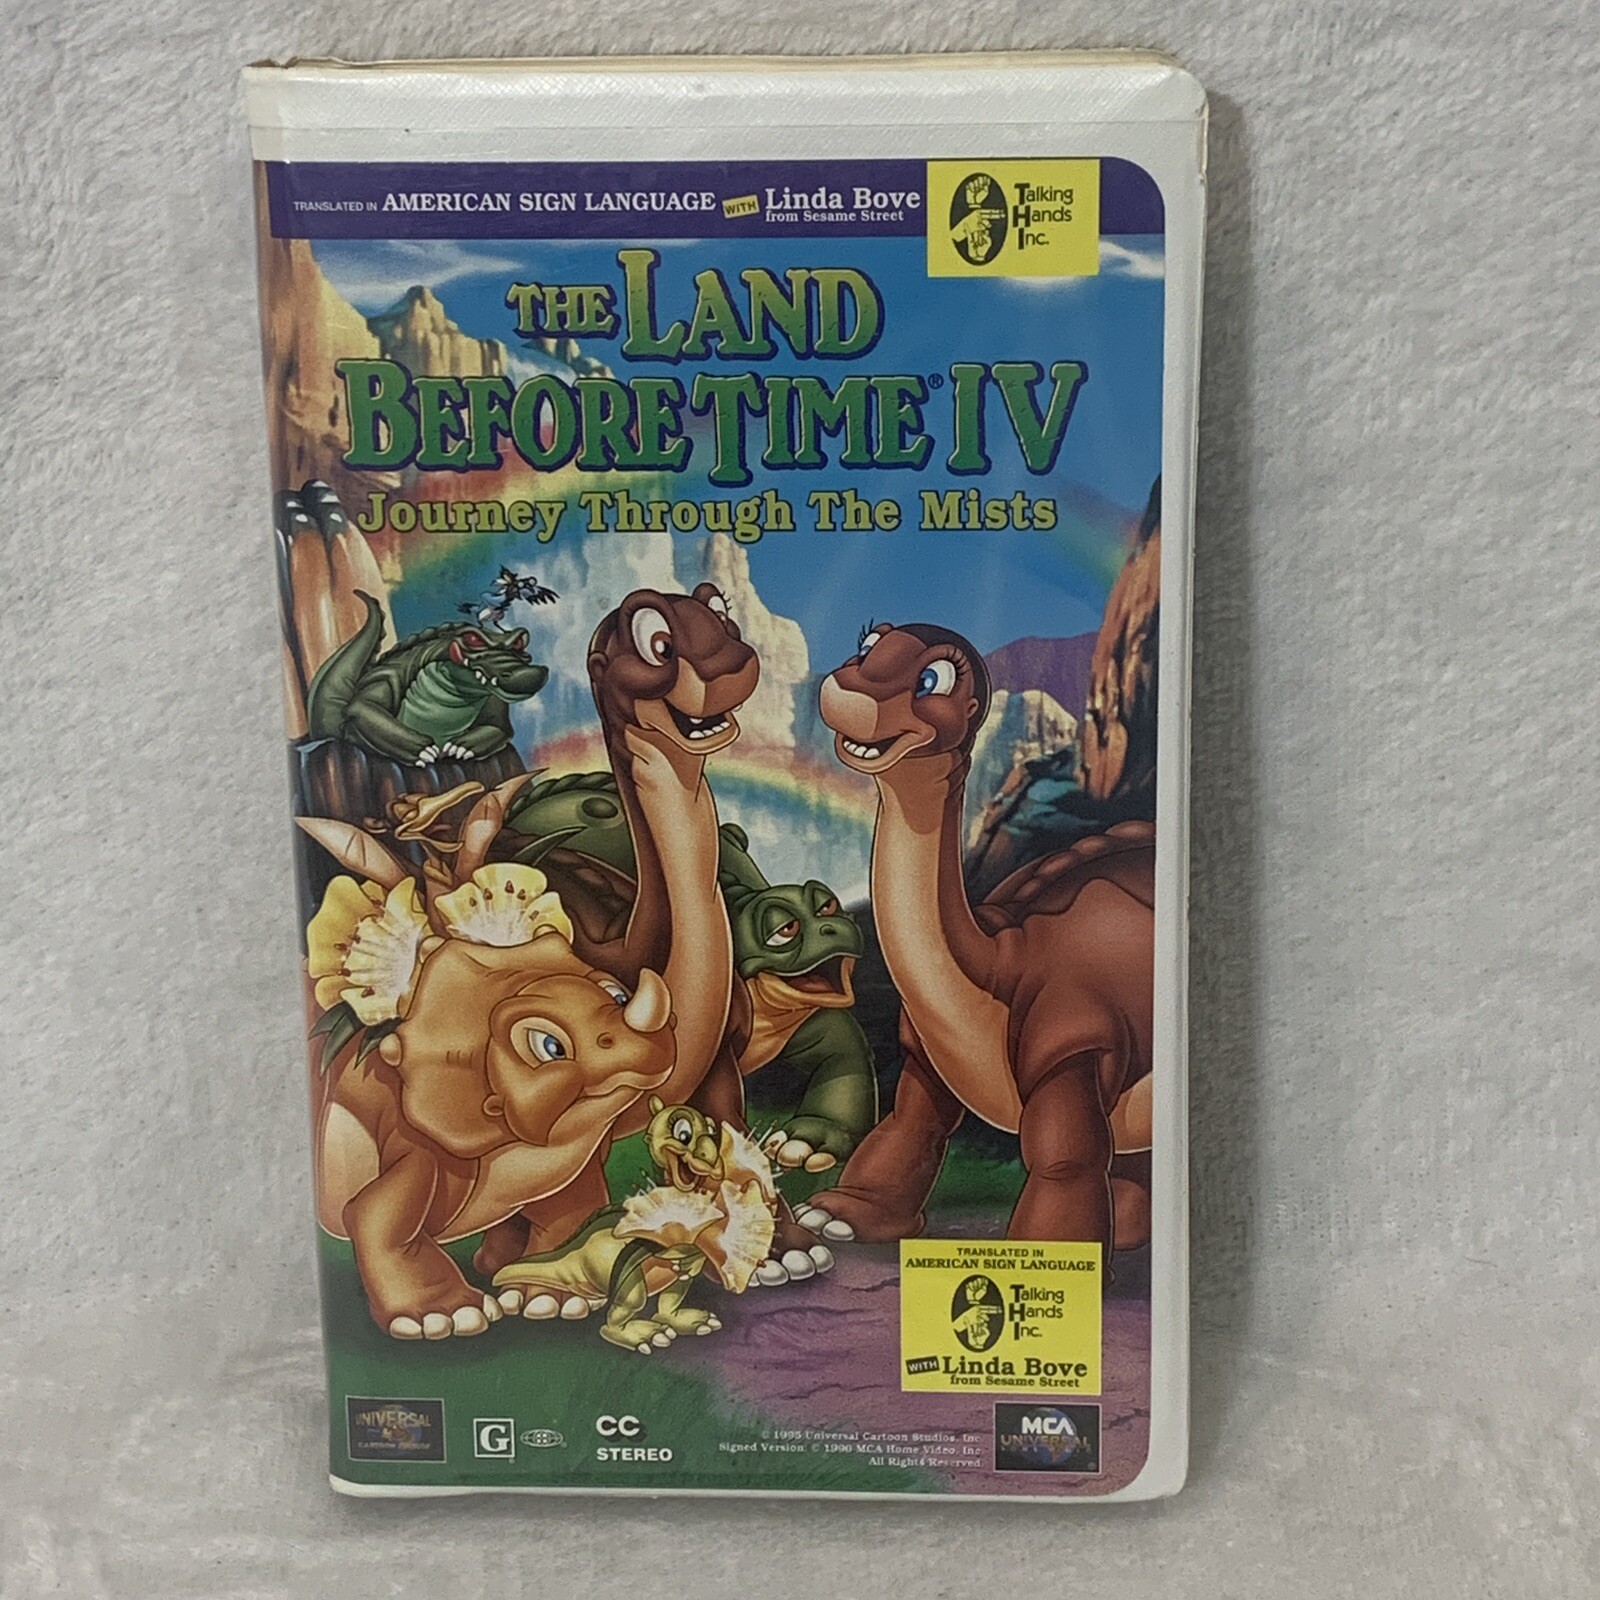 TRANSLATED IN AMERICAN SIGN LANGUAGE WITH Linda Bove
from Sesame Street
Talking
Hands
Inc.
THE LAND
BEFORE TIME® IV
Journey Through The Mists
TRANSLATED IN
AMERICAN SIGN LANGUAGE
Talking
Hands
Inc.
WITH Linda Bove
from Sesame Street
UNIVERSAL
CARTOON STUDIOS
G
CC
STEREO
© 1995 Universal Cartoon Studios, Inc.
Signed Version © 1996 MCA Home Video, Inc.
All Rights Reserved.
MCA
UNIVERSAL
HOME VIDEO